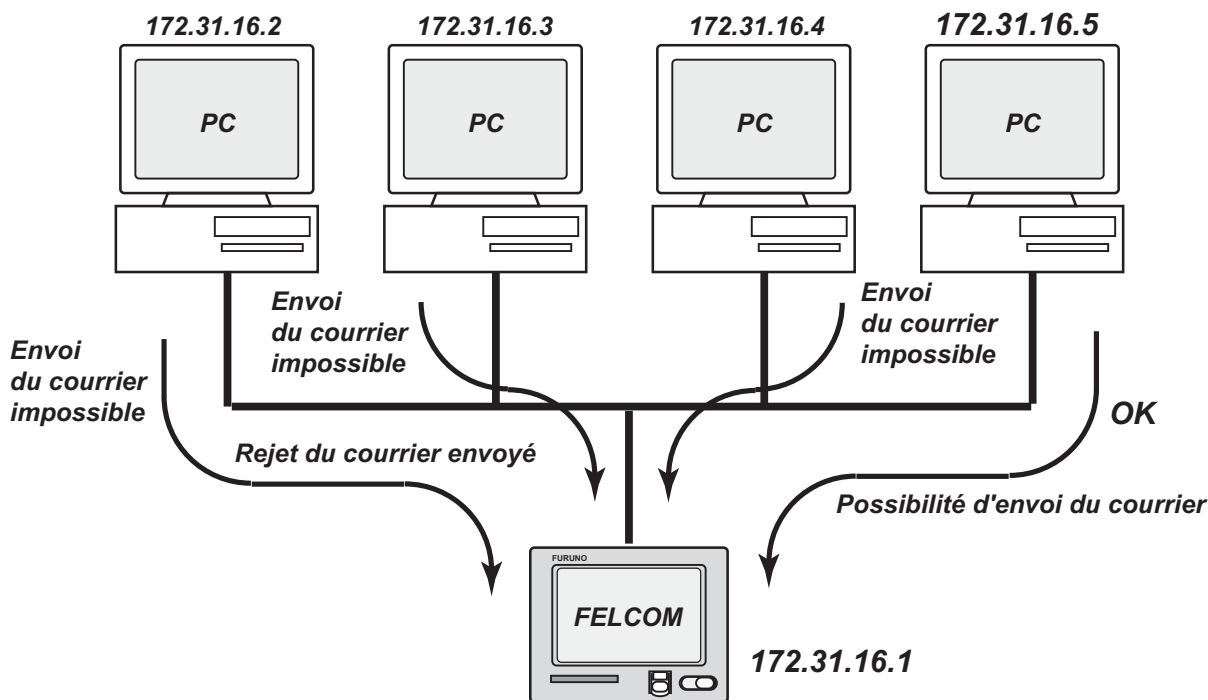 172.31.16.2
172.31.16.3
172.31.16.4
172.31.16.5
PC
PC
PC
PC
Envoi
du courrier
impossible
Envoi
du courrier
impossible
Envoi
du courrier
impossible
OK
Rejet du courrier envoyé
Possibilité d'envoi du courrier
FURUNO
FELCOM
172.31.16.1